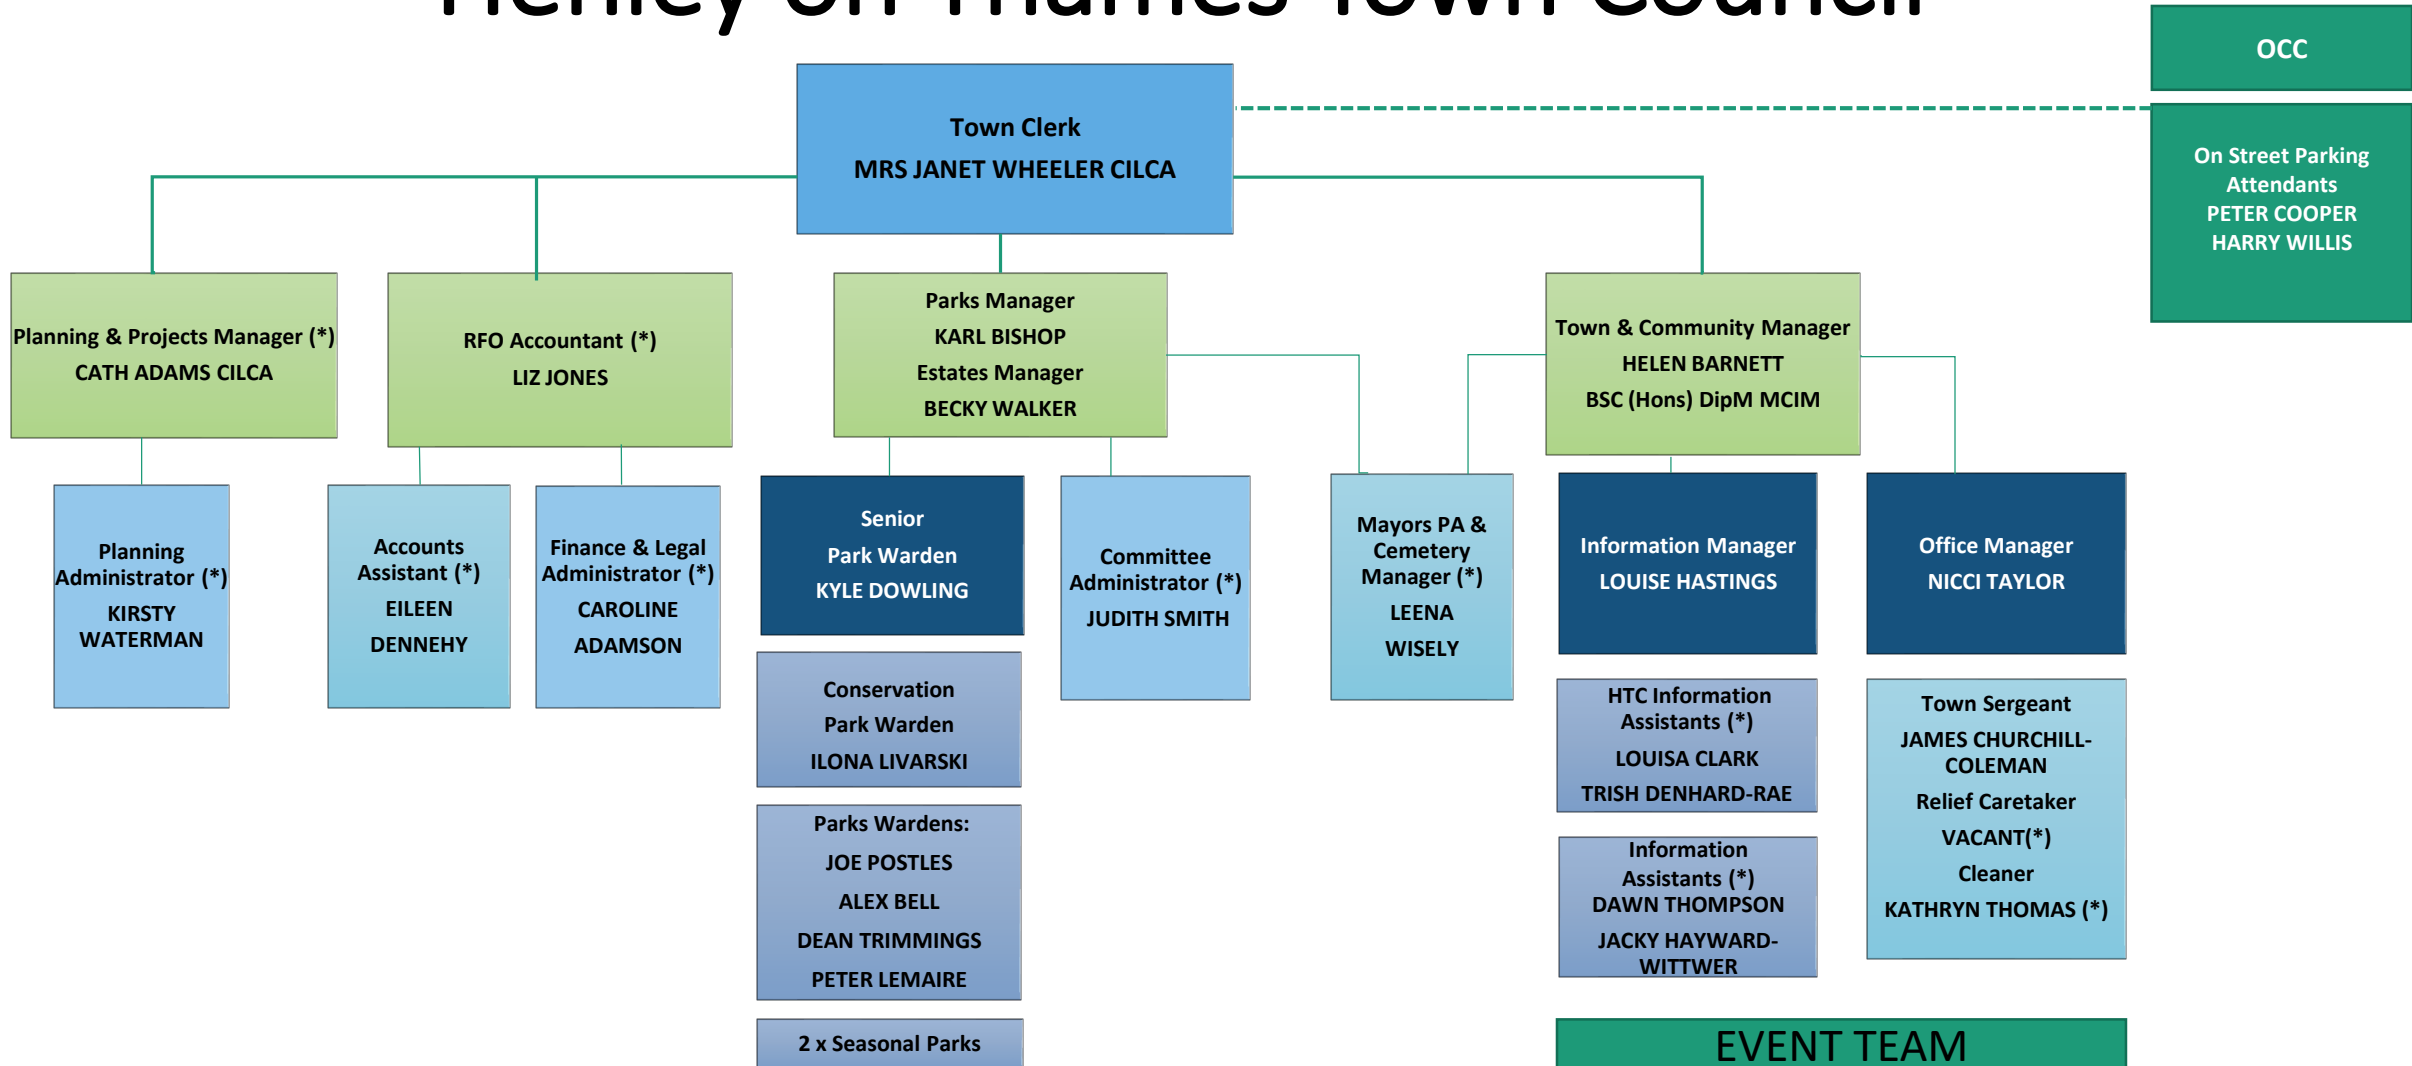 Henley on Thames Town Council
OCC
Town Clerk
MRS JANET WHEELER CILCA
On Street Parking
Attendants
PETER COOPER
HARRY WILLIS
Planning & Projects Manager (*)
CATH ADAMS CILCA
RFO Accountant (*)
LIZ JONES
Parks Manager
KARL BISHOP
Estates Manager
BECKY WALKER
Town & Community Manager
HELEN BARNETT
BSC (Hons) DipM MCIM
Planning
Administrator (*)
KIRSTY
WATERMAN
Accounts
Assistant (*)
EILEEN
DENNEHY
Finance & Legal
Administrator (*)
CAROLINE
ADAMSON
Senior
Park Warden
KYLE DOWLING
Committee
Administrator (*)
JUDITH SMITH
Mayors PA &
Cemetery
Manager (*)
LEENA
WISELY
Information Manager
LOUISE HASTINGS
Office Manager
NICCI TAYLOR
Conservation
Park Warden
ILONA LIVARSKI
HTC Information
Assistants (*)
LOUISA CLARK
TRISH DENHARD-RAE
Town Sergeant
JAMES CHURCHILL-
COLEMAN
Relief Caretaker
VACANT(*)
Cleaner
KATHRYN THOMAS (*)
Parks Wardens:
JOE POSTLES
ALEX BELL
DEAN TRIMMINGS
PETER LEMAIRE
Information
Assistants (*)
DAWN THOMPSON
JACKY HAYWARD-
WITTWER
2 x Seasonal Parks
EVENT TEAM